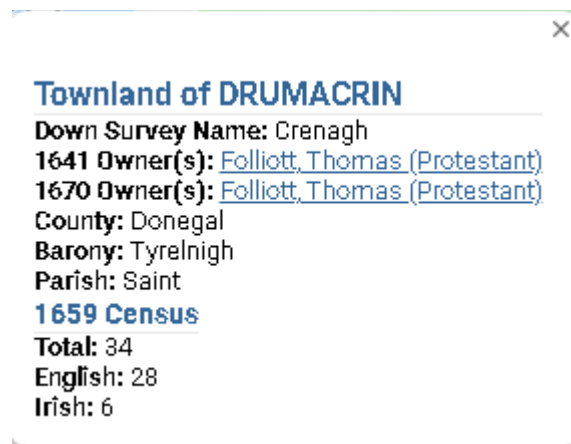 Townland of DRUMACRIN
Down Survey Name: Crenagh
1641 Owner(s): Folliott, Thomas (Protestant)
1670 Owner(s): Folliott, Thomas (Protestant)
County: Donegal
Barony: Tyrelnigh
Parish: Saint
1659 Census
Total: 34
English: 28
Irish: 6